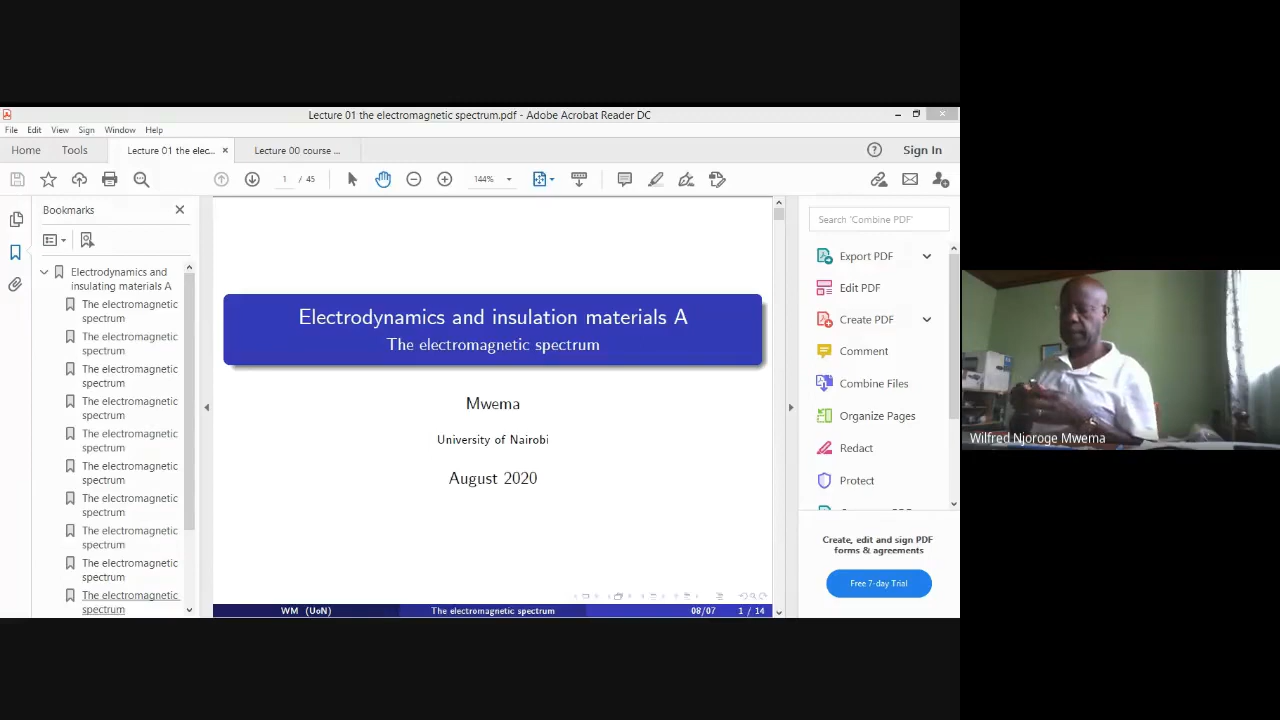 Lecture 01 the electromagnetic spectrum.pdf - Adobe Acrobat Reader DC
File Edit View Sign Window Help
Home Tools Lecture 01 the elec... Lecture 00 course ... Sign In
1 / 45 144%
Bookmarks
Electrodynamics and
insulating materials A
The electromagnetic
spectrum
The electromagnetic
spectrum
The electromagnetic
spectrum
The electromagnetic
spectrum
The electromagnetic
spectrum
The electromagnetic
spectrum
The electromagnetic
spectrum
The electromagnetic
spectrum
The electromagnetic
spectrum
The electromagnetic
spectrum
Electrodynamics and insulation materials A
The electromagnetic spectrum
Mwema
University of Nairobi
August 2020
WM (UoN) The electromagnetic spectrum 08/07 1 / 14
Search 'Combine PDF'
Export PDF
Edit PDF
Create PDF
Comment
Combine Files
Organize Pages
Redact
Protect
Create, edit and sign PDF
forms & agreements
Free 7-day Trial
Wilfred Njoroge Mwema